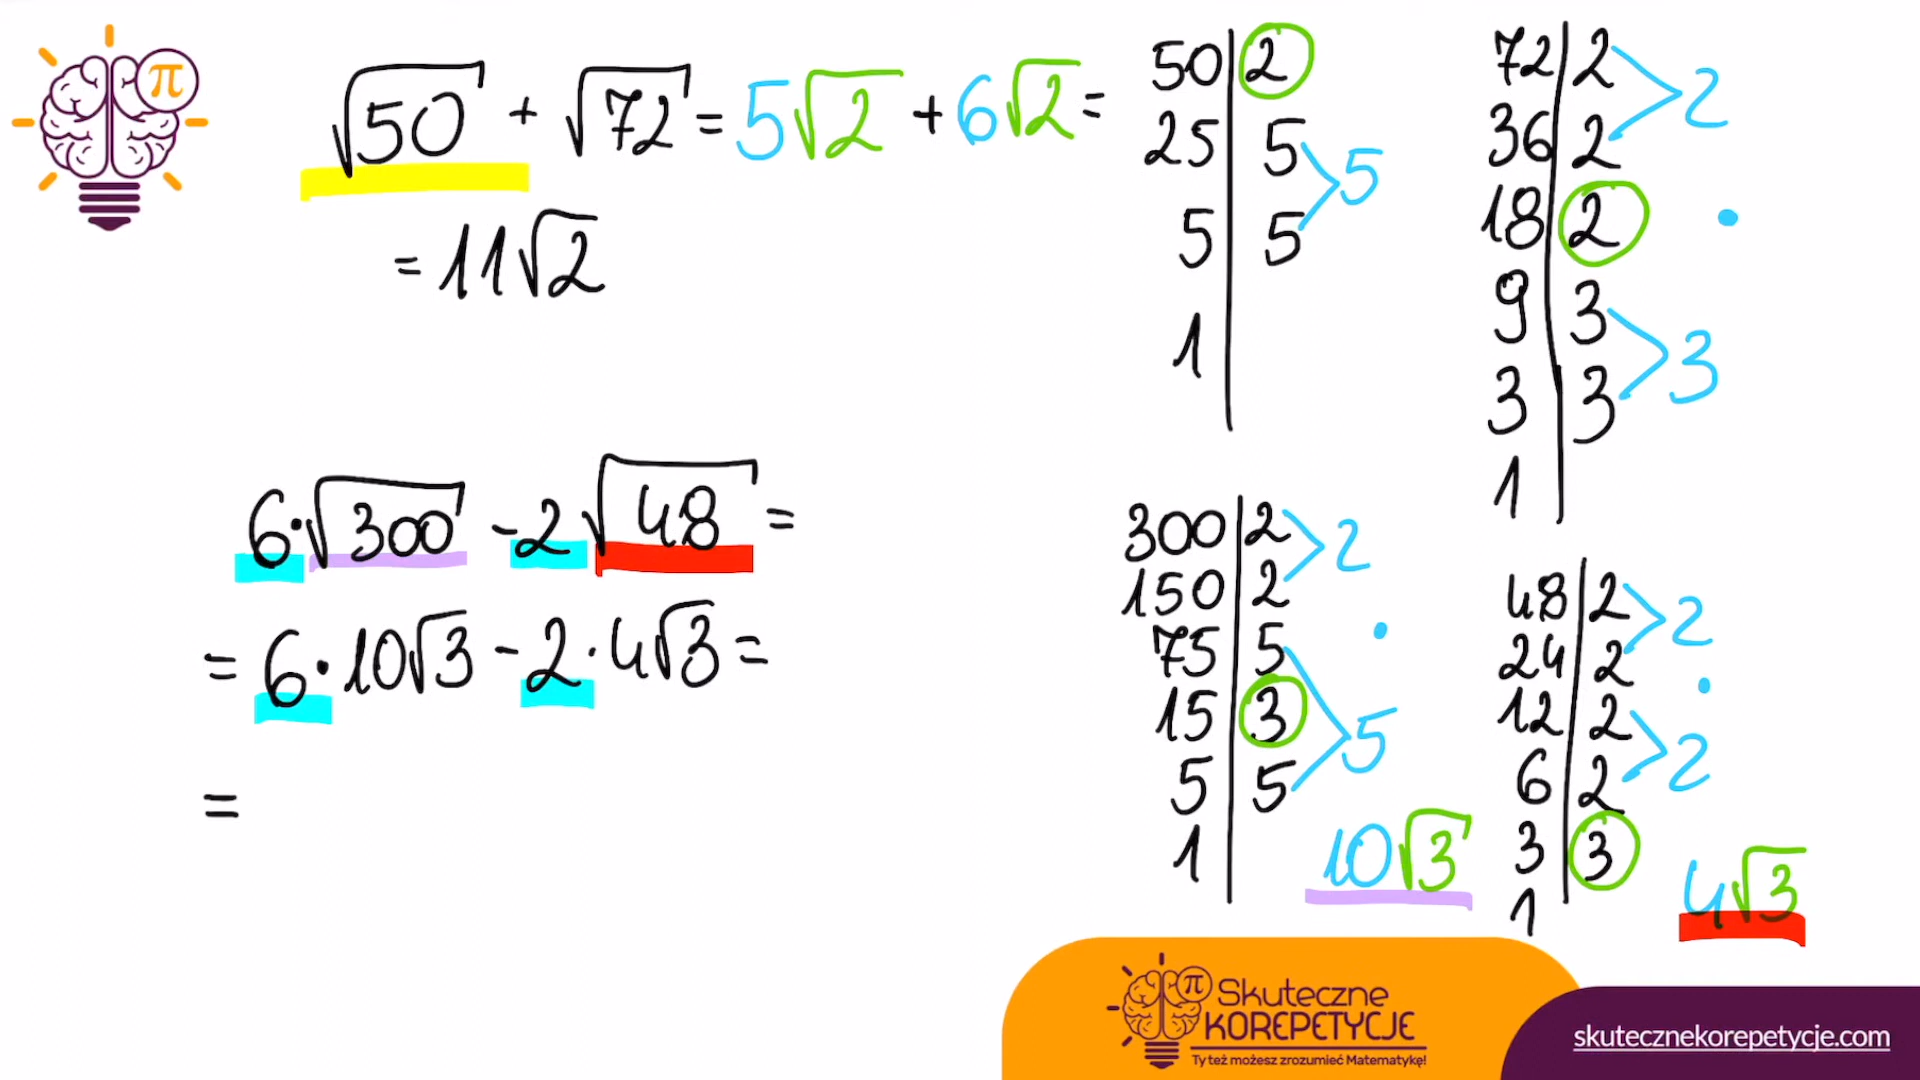 π
√50 + √72 = 5√2 + 6√2 =
= 11√2
50 | 2
25 | 5
5 | 5
1
5
72 | 2
36 | 2
18 | 2
9 | 3
3 | 3
1
2
·
3
6·√300 - 2√48 =
= 6·10√3 - 2·4√3 =
=
300 | 2
150 | 2
75 | 5
15 | 3
5 | 5
1
2
·
5
10√3
48 | 2
24 | 2
12 | 2
6 | 2
3 | 3
1
2
·
2
4√3
π
Skuteczne
KOREPETYCJE
Ty też możesz zrozumieć Matematykę!
skutecznekorepetycje.com